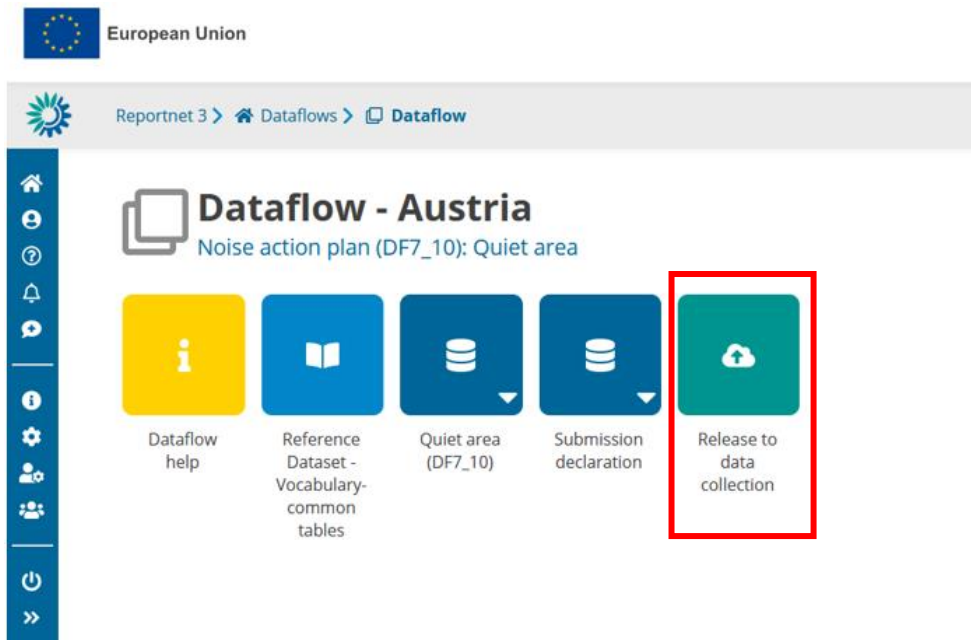 European Union
Reportnet 3 > Dataflows > Dataflow
Dataflow - Austria
Noise action plan (DF7_10): Quiet area
Dataflow
help
Reference
Dataset -
Vocabulary-
common
tables
Quiet area
(DF7_10)
Submission
declaration
Release to
data
collection